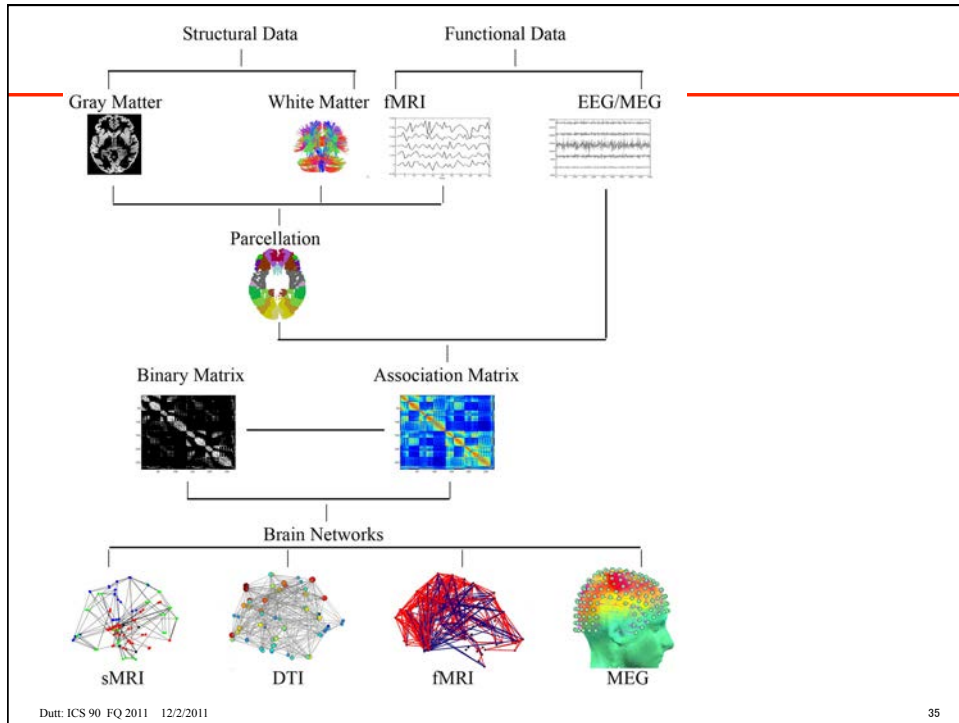 Structural Data Functional Data
Gray Matter White Matter fMRI EEG/MEG
Parcellation
Binary Matrix Association Matrix
Brain Networks
sMRI DTI fMRI MEG
Dutt: ICS 90 FQ 2011 12/2/2011 35